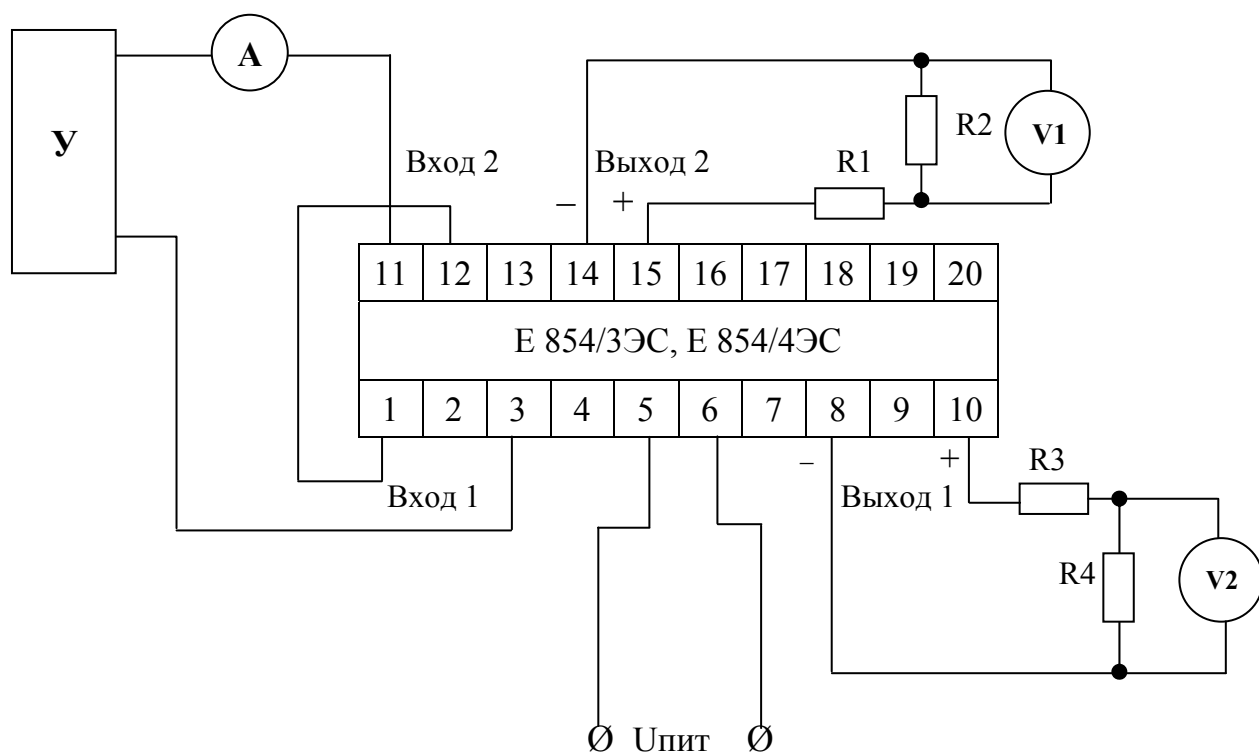 У
А
Вход 2
Выход 2
R1
R2
V1
– +
11 12 13 14 15 16 17 18 19 20
Е 854/3ЭС, Е 854/4ЭС
1 2 3 4 5 6 7 8 9 10
– +
Вход 1
Выход 1
R3
R4
V2
Ø Uпит Ø